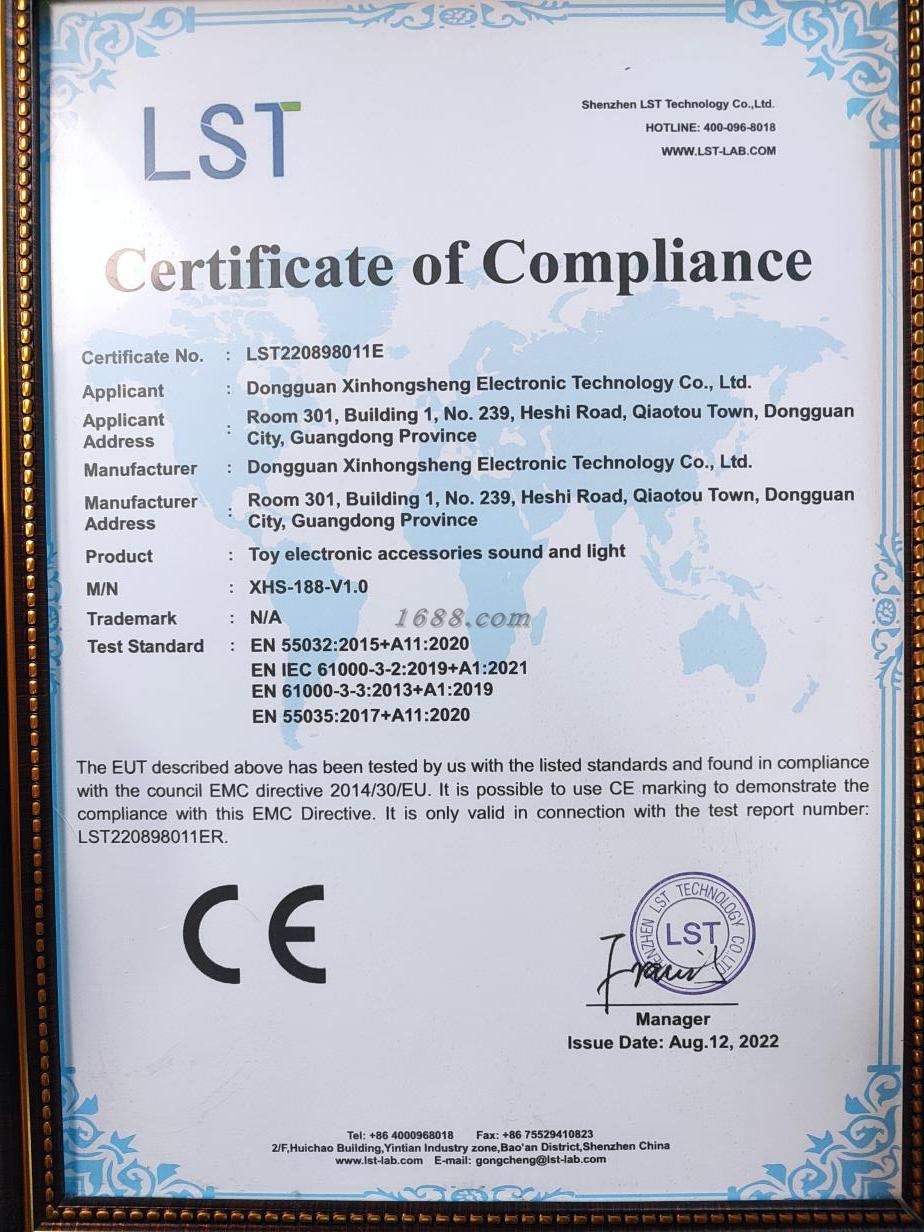 LST
Shenzhen LST Technology Co.,Ltd.
HOTLINE: 400-096-8018
WWW.LST-LAB.COM
Certificate of Compliance
Certificate No. : LST220898011E
Applicant : Dongguan Xinhongsheng Electronic Technology Co., Ltd.
Applicant Address : Room 301, Building 1, No. 239, Heshi Road, Qiaotou Town, Dongguan
City, Guangdong Province
Manufacturer : Dongguan Xinhongsheng Electronic Technology Co., Ltd.
Manufacturer Address : Room 301, Building 1, No. 239, Heshi Road, Qiaotou Town, Dongguan
City, Guangdong Province
Product : Toy electronic accessories sound and light
M/N : XHS-188-V1.0
Trademark : N/A
1688.com
Test Standard : EN 55032:2015+A11:2020
EN IEC 61000-3-2:2019+A1:2021
EN 61000-3-3:2013+A1:2019
EN 55035:2017+A11:2020
The EUT described above has been tested by us with the listed standards and found in compliance
with the council EMC directive 2014/30/EU. It is possible to use CE marking to demonstrate the
compliance with this EMC Directive. It is only valid in connection with the test report number:
LST220898011ER.
CE
SHENZHEN LST TECHNOLOGY CO.,LTD.
LST
Manager
Issue Date: Aug.12, 2022
Tel: +86 4000968018 Fax: +86 75529410823
2/F,Huichao Building,Yintian Industry zone,Bao'an District,Shenzhen China
www.lst-lab.com E-mail: gongcheng@lst-lab.com